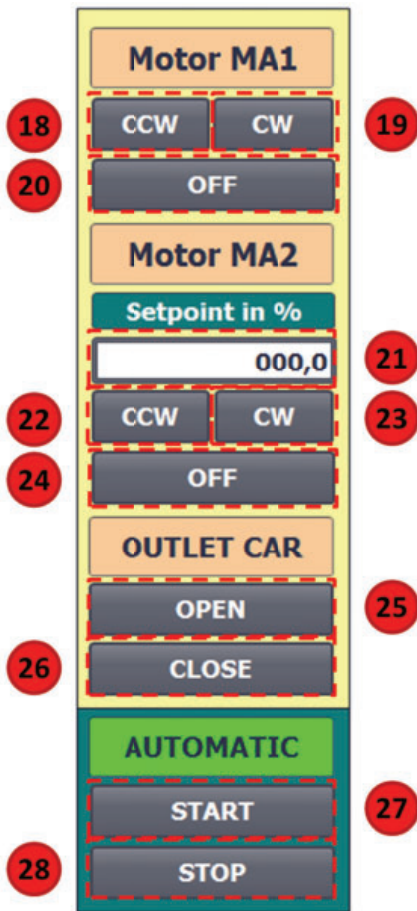 Motor MA1
18 CCW CW 19
20 OFF
Motor MA2
Setpoint in %
000,0 21
22 CCW CW 23
24 OFF
OUTLET CAR
OPEN 25
26 CLOSE
AUTOMATIC
START 27
28 STOP